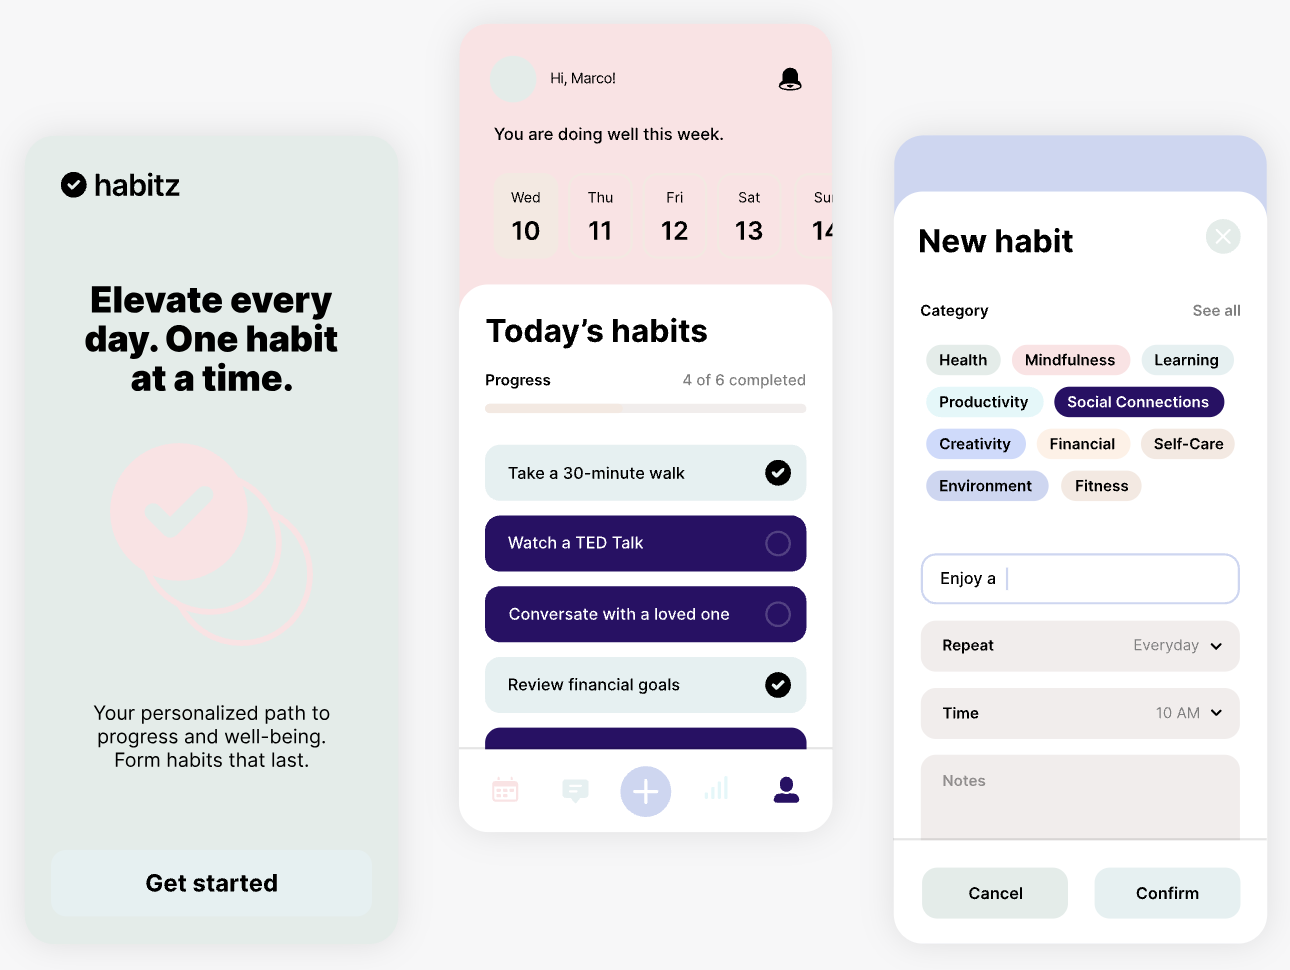 habitz
Elevate every
day. One habit
at a time.
Your personalized path to
progress and well-being.
Form habits that last.
Get started
Hi, Marco!
You are doing well this week.
Wed Thu Fri Sat Su
10 11 12 13 14
Today’s habits
Progress 4 of 6 completed
Take a 30-minute walk
Watch a TED Talk
Conversate with a loved one
Review financial goals
New habit
Category See all
Health Mindfulness Learning
Productivity Social Connections
Creativity Financial Self-Care
Environment Fitness
Enjoy a
Repeat Everyday
Time 10 AM
Notes
Cancel Confirm